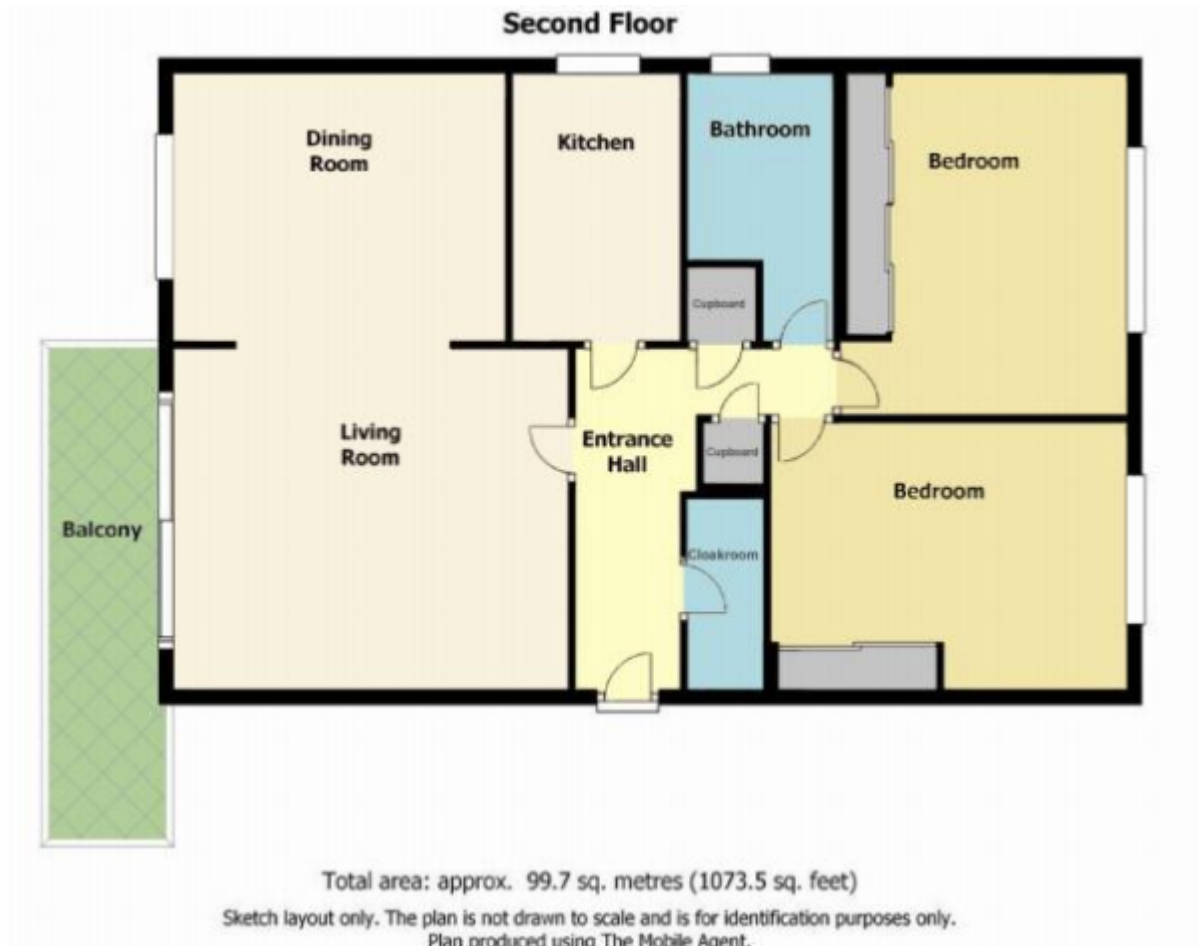 Second Floor
Dining
Room
Kitchen
Bathroom
Bedroom
Cupboard
Living
Room
Entrance
Hall
Cupboard
Bedroom
Balcony
Cloakroom
Total area: approx. 99.7 sq. metres (1073.5 sq. feet)
Sketch layout only. The plan is not drawn to scale and is for identification purposes only.
Plan produced using The Mobile Agent.